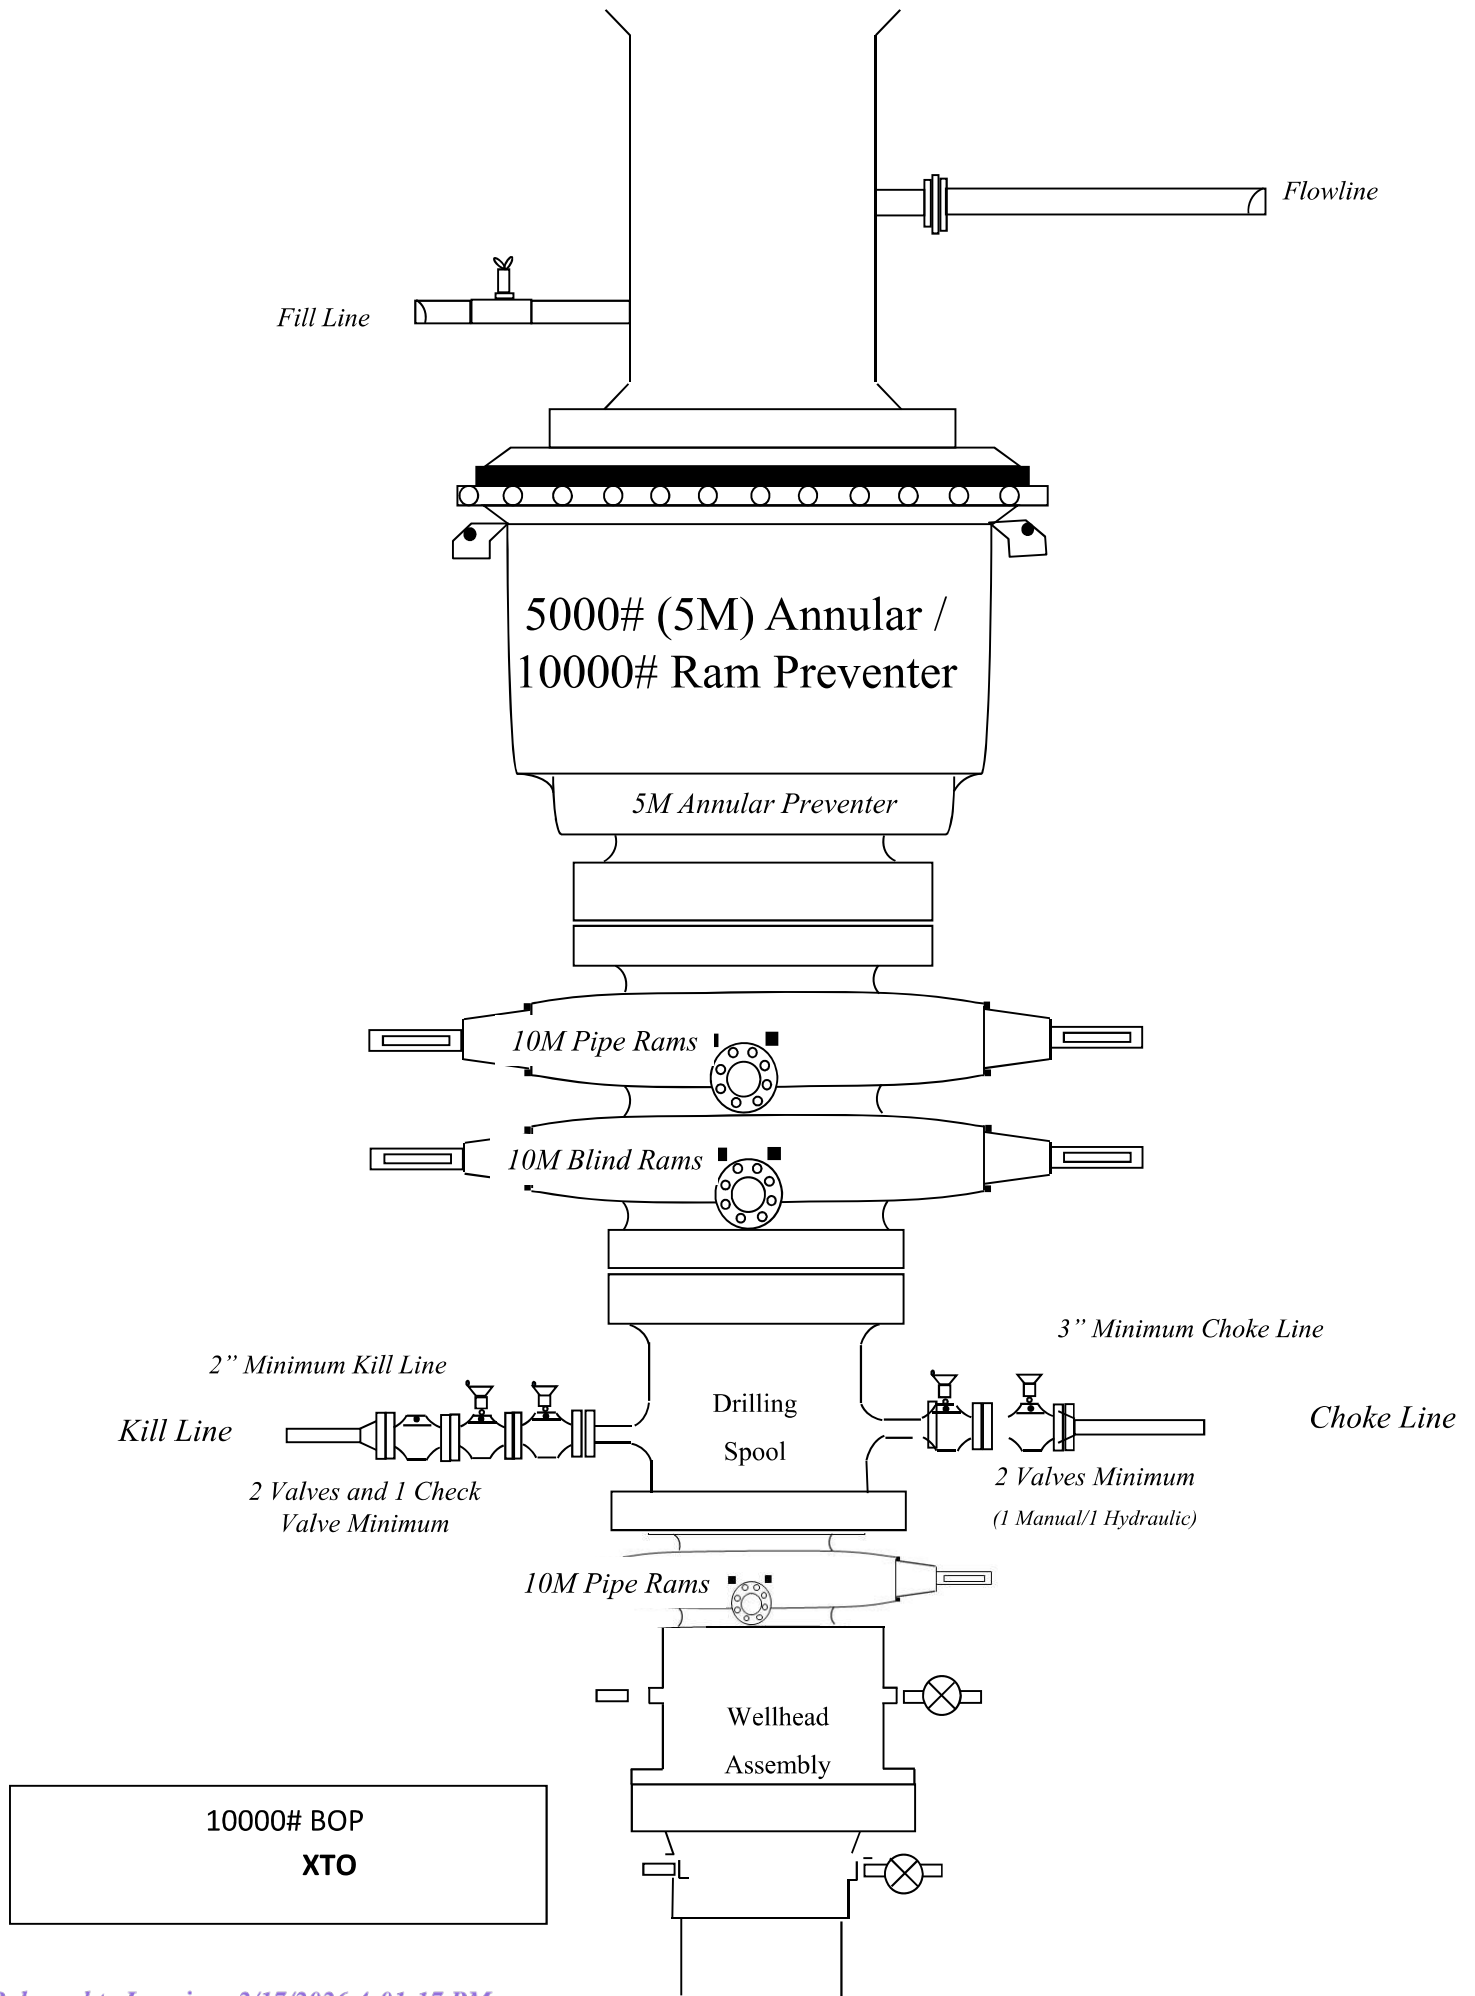 Flowline
Fill Line
5000# (5M) Annular /
10000# Ram Preventer
5M Annular Preventer
10M Pipe Rams
10M Blind Rams
3” Minimum Choke Line
2” Minimum Kill Line
Drilling
Spool
Kill Line
Choke Line
2 Valves and 1 Check
Valve Minimum
2 Valves Minimum
(1 Manual/1 Hydraulic)
10M Pipe Rams
Wellhead
Assembly
10000# BOP
XTO